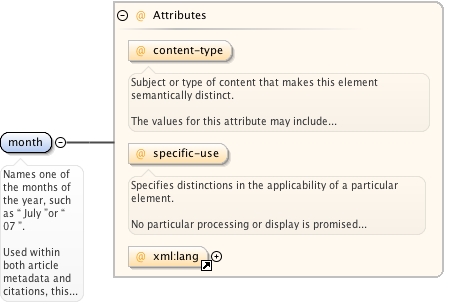 @ Attributes
@ content-type
Subject or type of content that makes this element
semantically distinct.
The values for this attribute may include...
month
@ specific-use
Names one of
the months of
the year, such
as “ July ”or “
07 ”.
Used within
both article
metadata and
citations, this...
Specifies distinctions in the applicability of a particular
element.
No particular processing or display is promised...
@ xml:lang